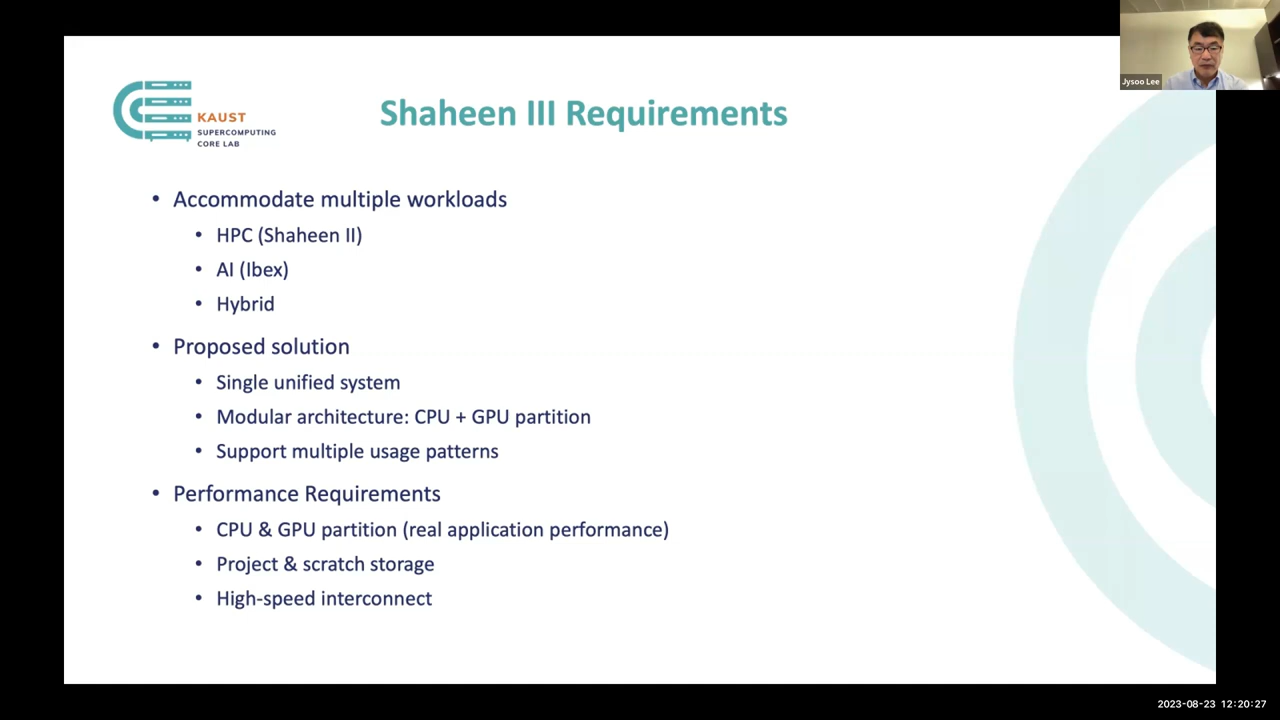 Jysoo Lee
KAUST
SUPERCOMPUTING
CORE LAB
Shaheen III Requirements
• Accommodate multiple workloads
• HPC (Shaheen II)
• AI (Ibex)
• Hybrid
• Proposed solution
• Single unified system
• Modular architecture: CPU + GPU partition
• Support multiple usage patterns
• Performance Requirements
• CPU & GPU partition (real application performance)
• Project & scratch storage
• High-speed interconnect
2023-08-23 12:20:27